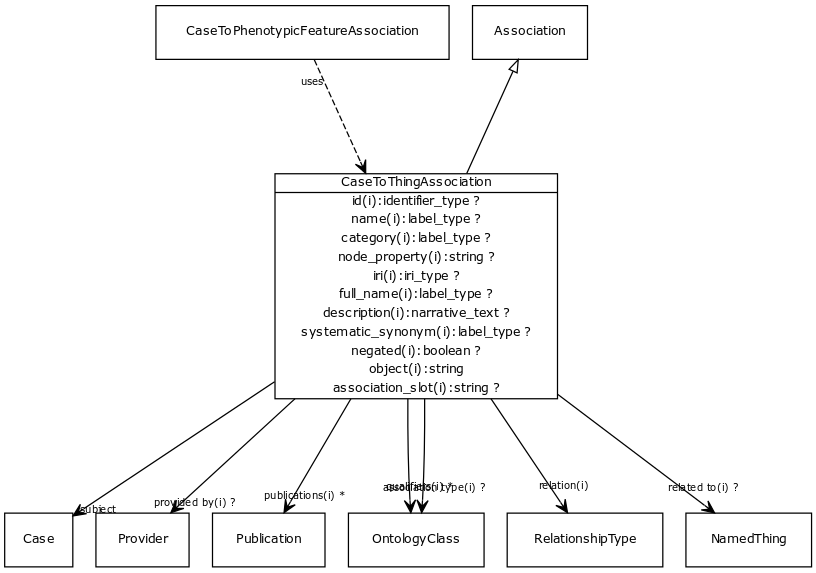 CaseToPhenotypicFeatureAssociation
Association
uses
CaseToThingAssociation
id(i):identifier_type ?
name(i):label_type ?
category(i):label_type ?
node_property(i):string ?
iri(i):iri_type ?
full_name(i):label_type ?
description(i):narrative_text ?
systematic_synonym(i):label_type ?
negated(i):boolean ?
object(i):string
association_slot(i):string ?
subject
provided by(i) ?
publications(i) *
association type(i) ?
qualifiers(i) *
relation(i)
related to(i) ?
Case
Provider
Publication
OntologyClass
RelationshipType
NamedThing